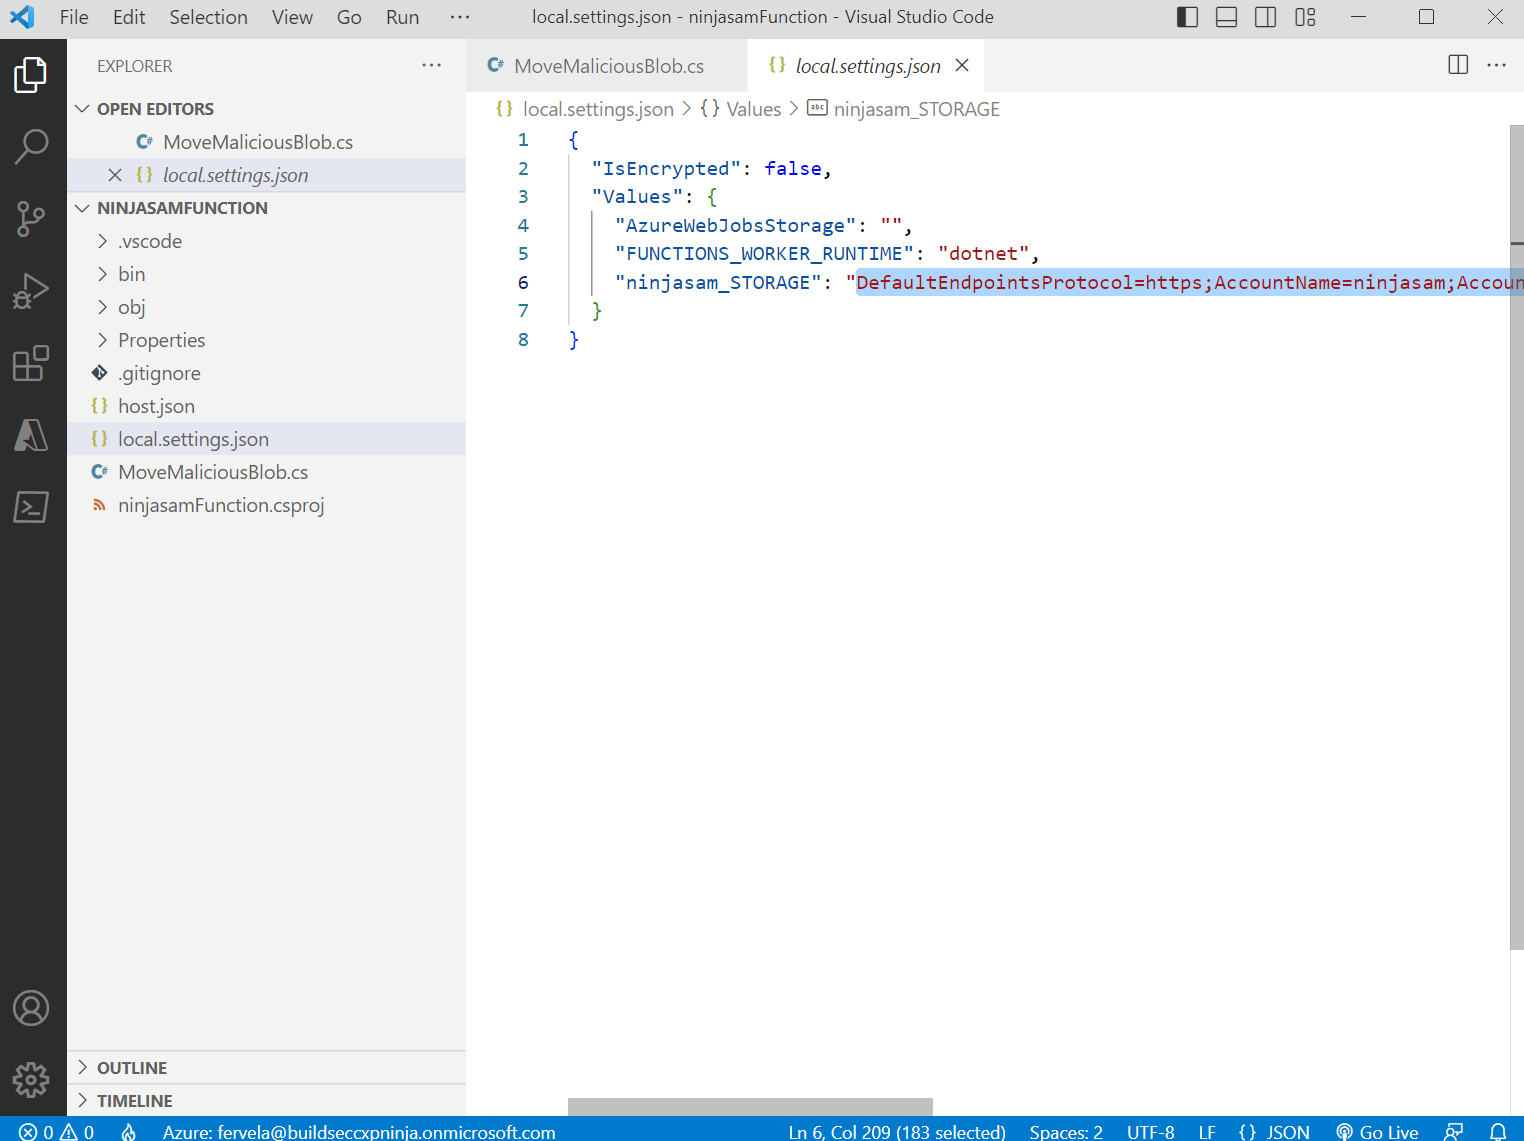 File Edit Selection View Go Run ···
local.settings.json - ninjasamFunction - Visual Studio Code
EXPLORER
OPEN EDITORS
MoveMaliciousBlob.cs
local.settings.json
NINJASAMFUNCTION
.vscode
bin
obj
Properties
.gitignore
host.json
local.settings.json
MoveMaliciousBlob.cs
ninjasamFunction.csproj
OUTLINE
TIMELINE
MoveMaliciousBlob.cs
{} local.settings.json
{} local.settings.json > {} Values > abc ninjasam_STORAGE
1 {
2 "IsEncrypted": false,
3 "Values": {
4 "AzureWebJobsStorage": "",
5 "FUNCTIONS_WORKER_RUNTIME": "dotnet",
6 "ninjasam_STORAGE": "DefaultEndpointsProtocol=https;AccountName=ninjasam;Accoun
7 }
8 }
0 0 Azure: fervela@buildseccxpninja.onmicrosoft.com Ln 6, Col 209 (183 selected) Spaces: 2 UTF-8 LF {} JSON Go Live